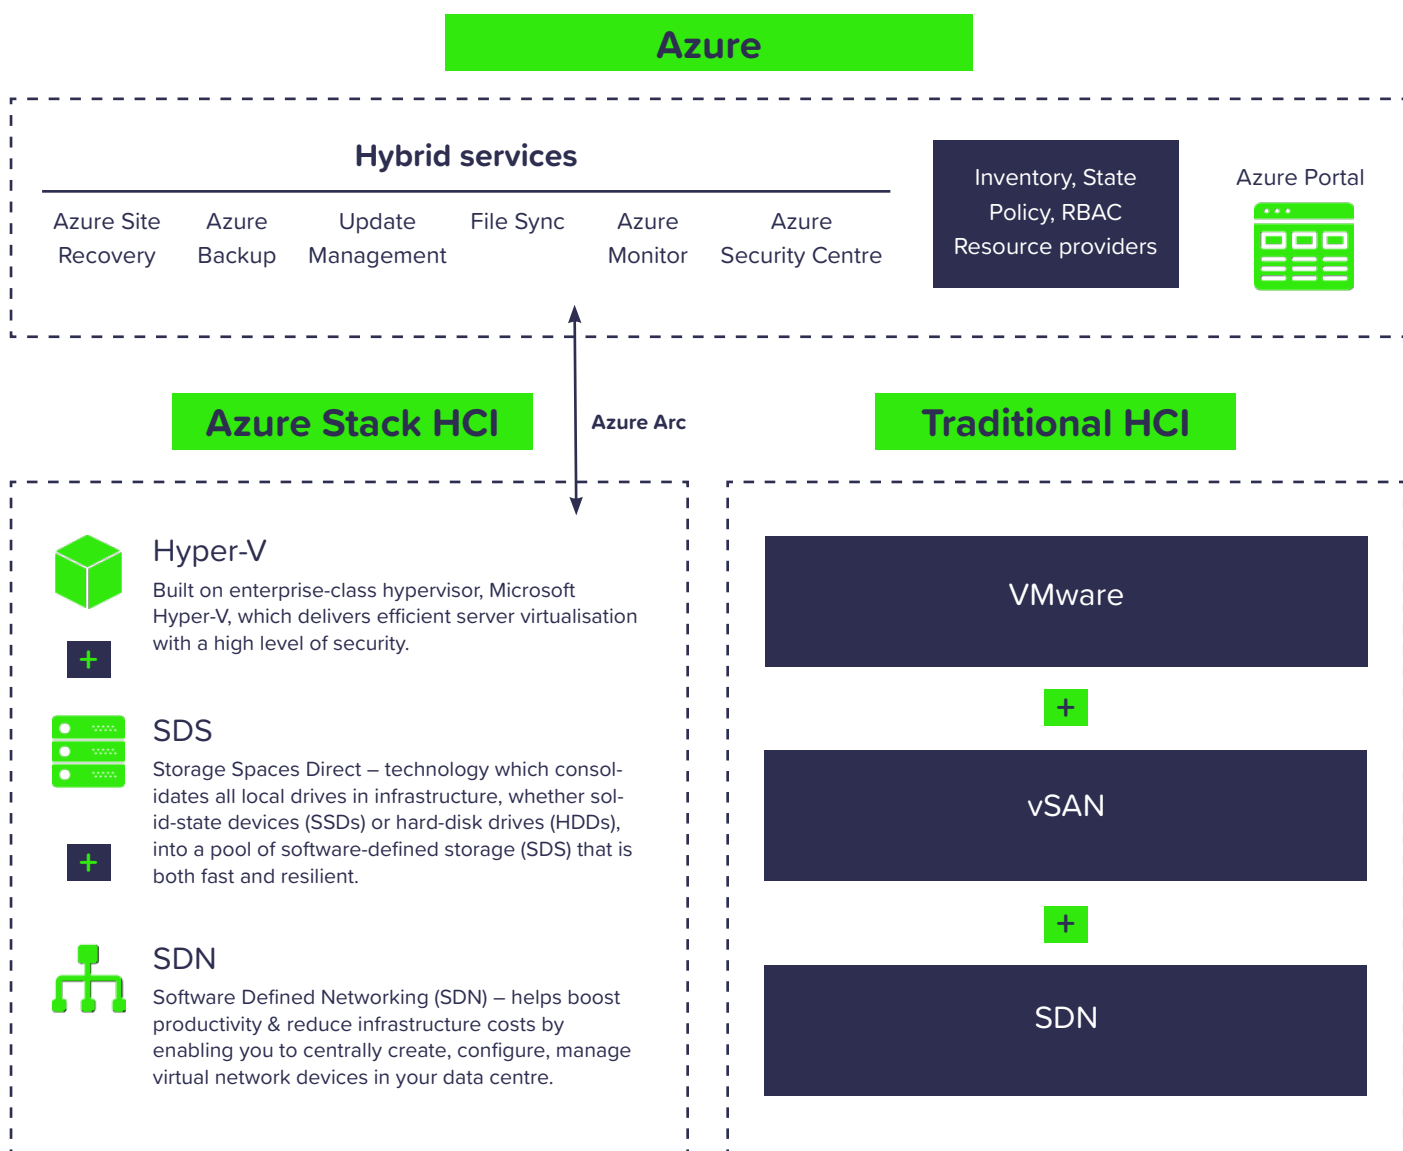 Azure
Hybrid services
Azure Site
Recovery
Azure
Backup
Update
Management
File Sync
Azure
Monitor
Azure
Security Centre
Inventory, State
Policy, RBAC
Resource providers
Azure Portal
Azure Arc
Azure Stack HCI
Hyper-V
Built on enterprise-class hypervisor, Microsoft
Hyper-V, which delivers efficient server virtualisation
with a high level of security.
+
SDS
Storage Spaces Direct – technology which consol-
idates all local drives in infrastructure, whether sol-
id-state devices (SSDs) or hard-disk drives (HDDs),
into a pool of software-defined storage (SDS) that is
both fast and resilient.
+
SDN
Software Defined Networking (SDN) – helps boost
productivity & reduce infrastructure costs by
enabling you to centrally create, configure, manage
virtual network devices in your data centre.
Traditional HCI
VMware
+
vSAN
+
SDN